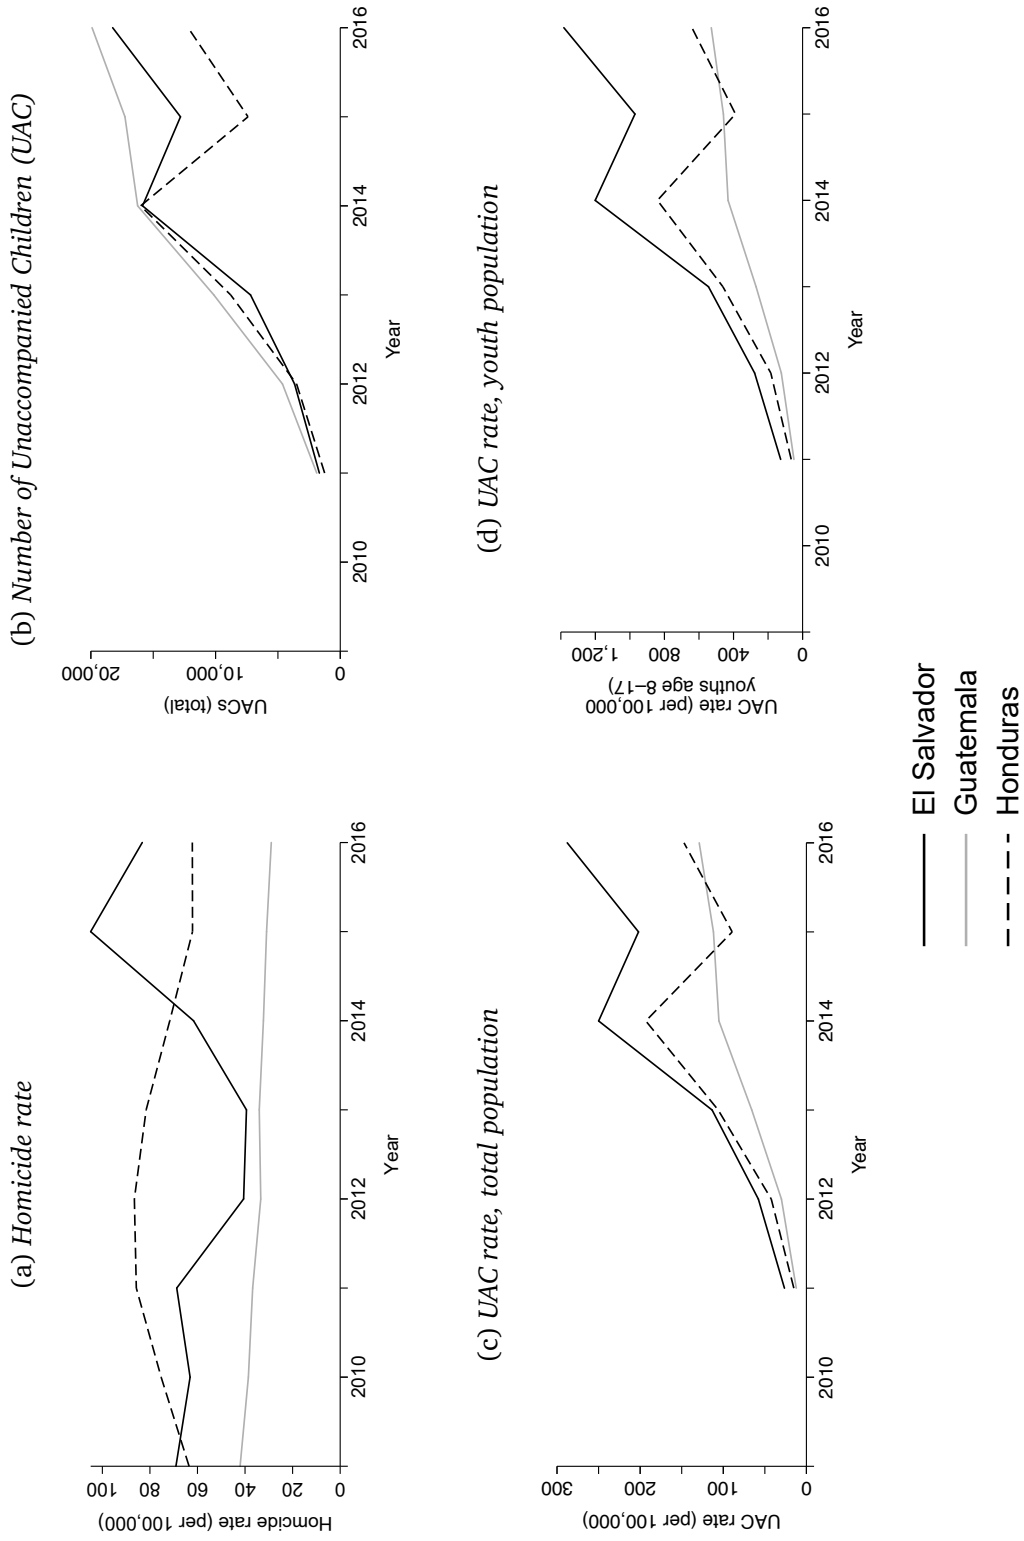 (a) Homicide rate
Homcide rate (per 100,000)
100
80
60
40
20
0
2010
2012
2014
2016
Year
(b) Number of Unaccompanied Children (UAC)
UACs (total)
20,000
10,000
0
2010
2012
2014
2016
Year
(c) UAC rate, total population
UAC rate (per 100,000)
300
200
100
0
2010
2012
2014
2016
Year
(d) UAC rate, youth population
UAC rate (per 100,000
youths age 8–17)
1,200
800
400
0
2010
2012
2014
2016
Year
El Salvador
Guatemala
Honduras